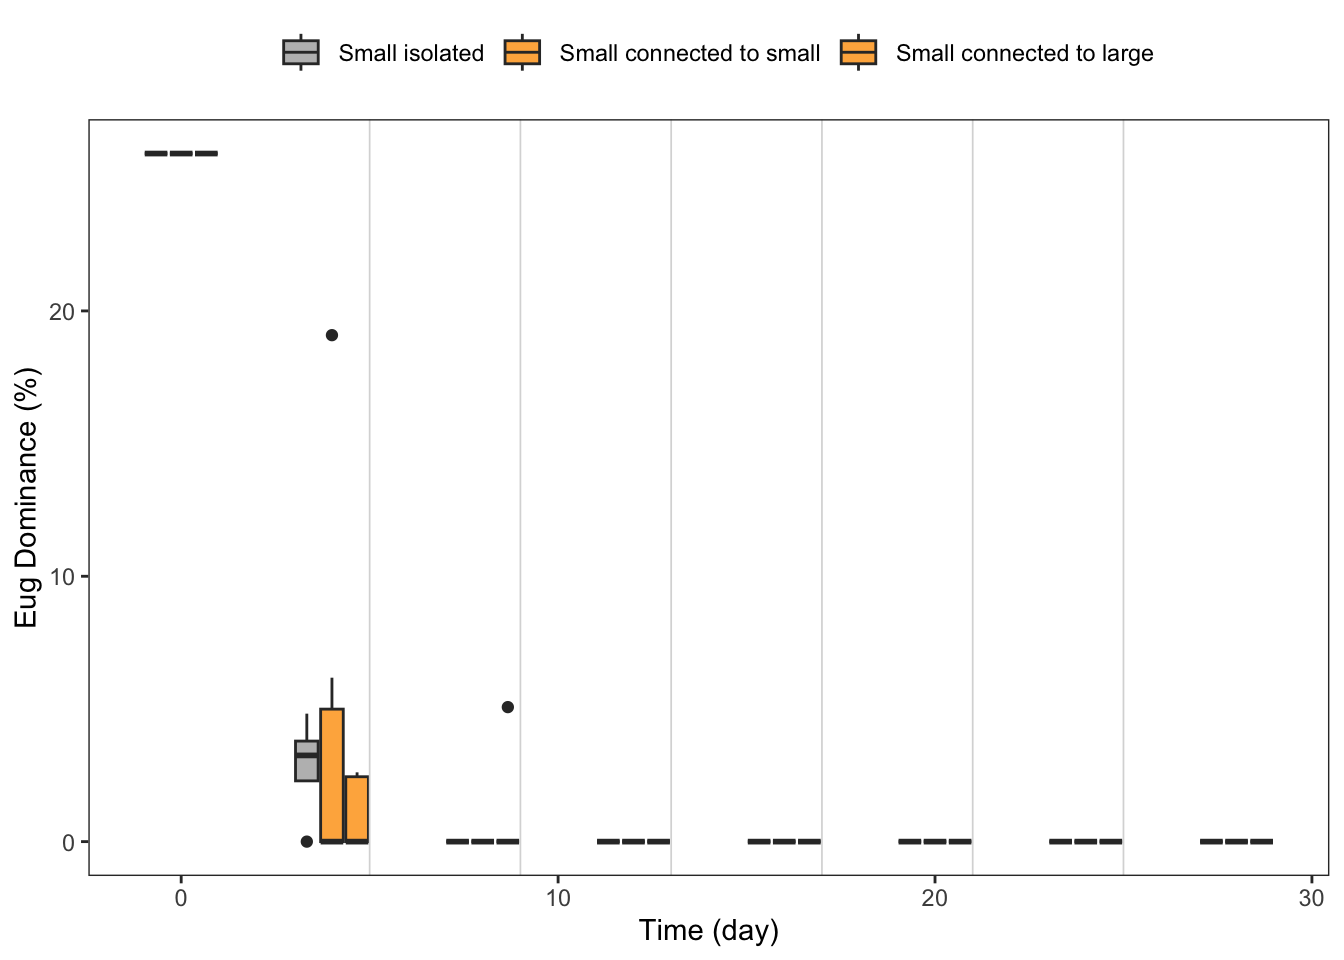 Small isolated Small connected to small Small connected to large
Eug Dominance (%)
20
10
0
0 10 20 30
Time (day)